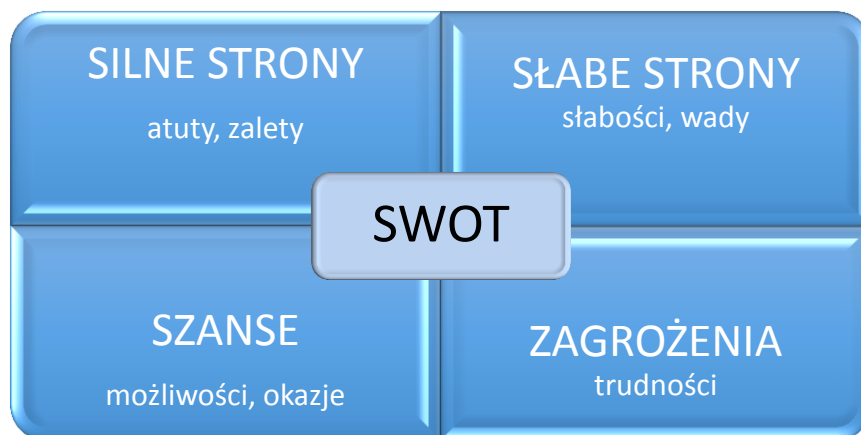 SILNE STRONY
atuty, zalety
SŁABE STRONY
słabości, wady
SWOT
SZANSE
możliwości, okazje
ZAGROŻENIA
trudności